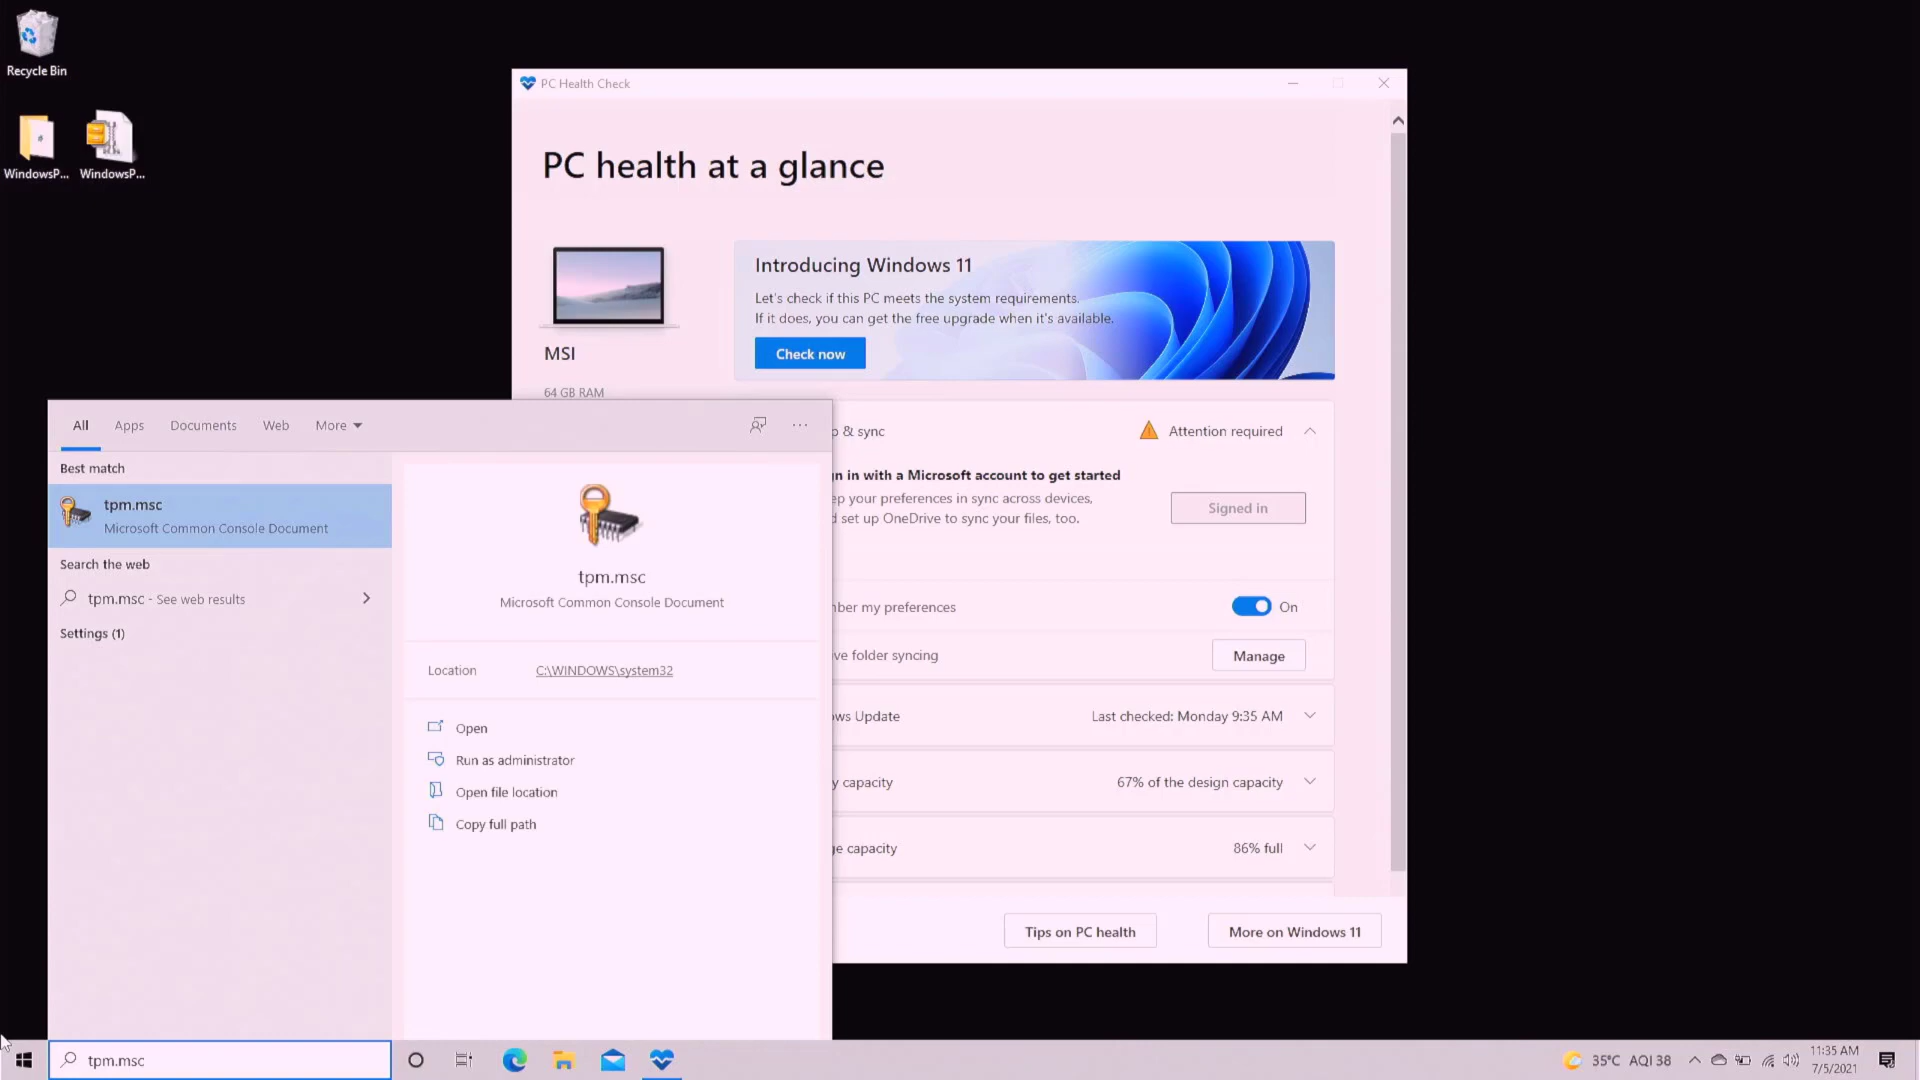 Recycle Bin
WindowsP...
WindowsP...
PC Health Check
PC health at a glance
MSI
64 GB RAM
Introducing Windows 11
Let's check if this PC meets the system requirements.
If it does, you can get the free upgrade when it's available.
Check now
& sync
Attention required
in with a Microsoft account to get started
your preferences in sync across devices,
set up OneDrive to sync your files, too.
Signed in
my preferences
On
folder syncing
Manage
Update
Last checked: Monday 9:35 AM
capacity
67% of the design capacity
capacity
86% full
Tips on PC health
More on Windows 11
All
Apps
Documents
Web
More
...
Best match
tpm.msc
Microsoft Common Console Document
Search the web
tpm.msc - See web results
Settings (1)
tpm.msc
Microsoft Common Console Document
Location
C:\WINDOWS\system32
Open
Run as administrator
Open file location
Copy full path
tpm.msc
35°C AQI 38
11:35 AM
7/5/2021